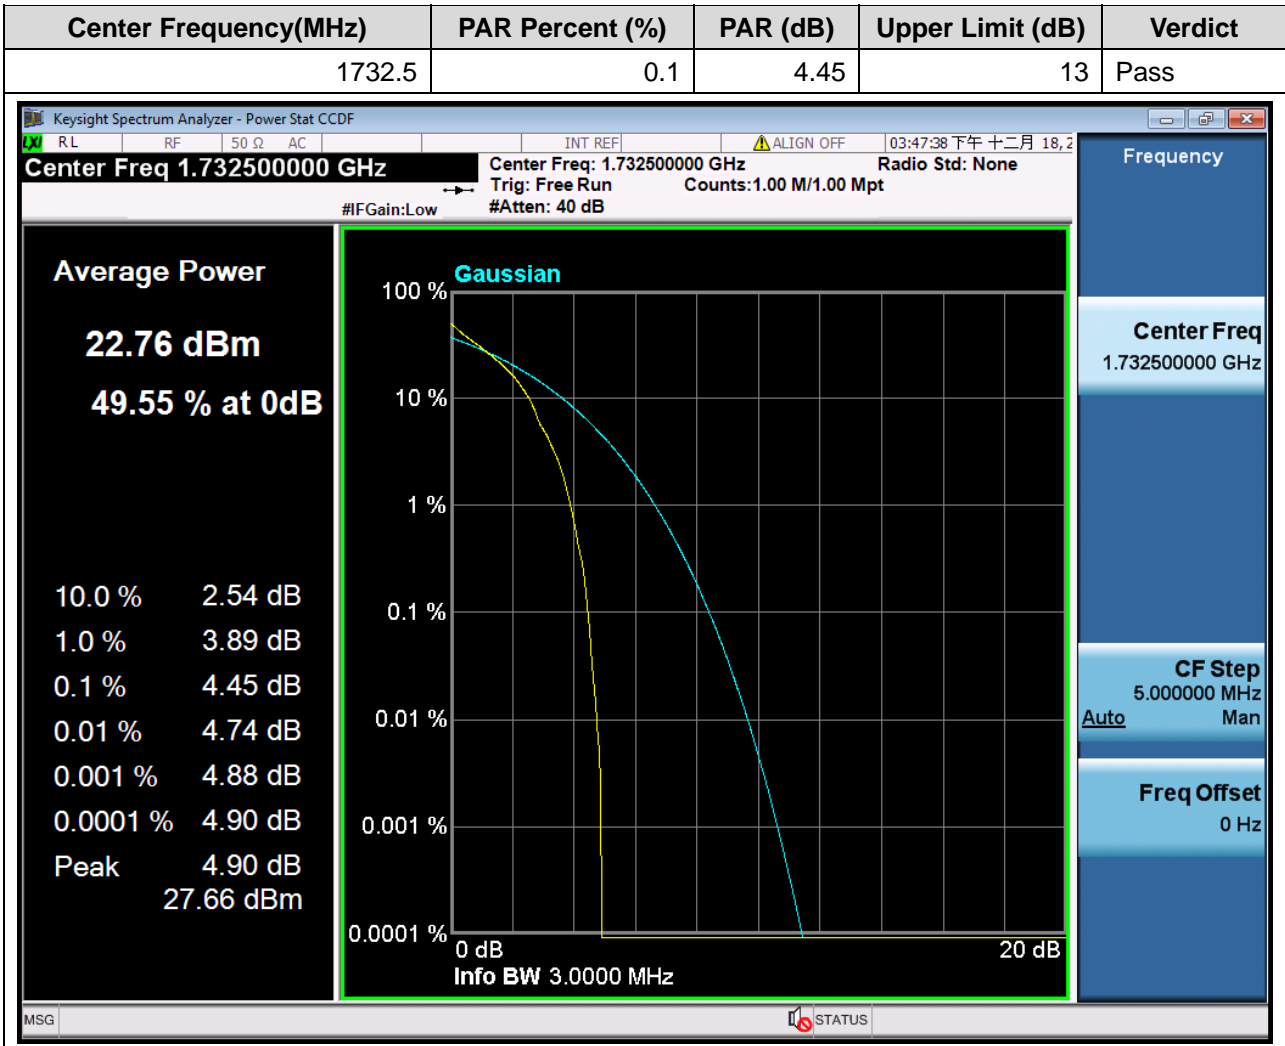 Center Frequency(MHz) PAR Percent (%) PAR (dB) Upper Limit (dB) Verdict
1732.5 0.1 4.45 13 Pass
Keysight Spectrum Analyzer - Power Stat CCDF
LXI RL RF 50 Ω AC INT REF ALIGN OFF 03:47:38 下午 十二月 18, 2
Center Freq 1.732500000 GHz
Center Freq: 1.732500000 GHz Radio Std: None
Trig: Free Run Counts:1.00 M/1.00 Mpt
#IFGain:Low #Atten: 40 dB
Average Power
22.76 dBm
49.55 % at 0dB
10.0 % 2.54 dB
1.0 % 3.89 dB
0.1 % 4.45 dB
0.01 % 4.74 dB
0.001 % 4.88 dB
0.0001 % 4.90 dB
Peak 4.90 dB
27.66 dBm
Gaussian
100 %
10 %
1 %
0.1 %
0.01 %
0.001 %
0.0001 %
0 dB 20 dB
Info BW 3.0000 MHz
Frequency
Center Freq
1.732500000 GHz
CF Step
5.000000 MHz
Auto Man
Freq Offset
0 Hz
MSG STATUS